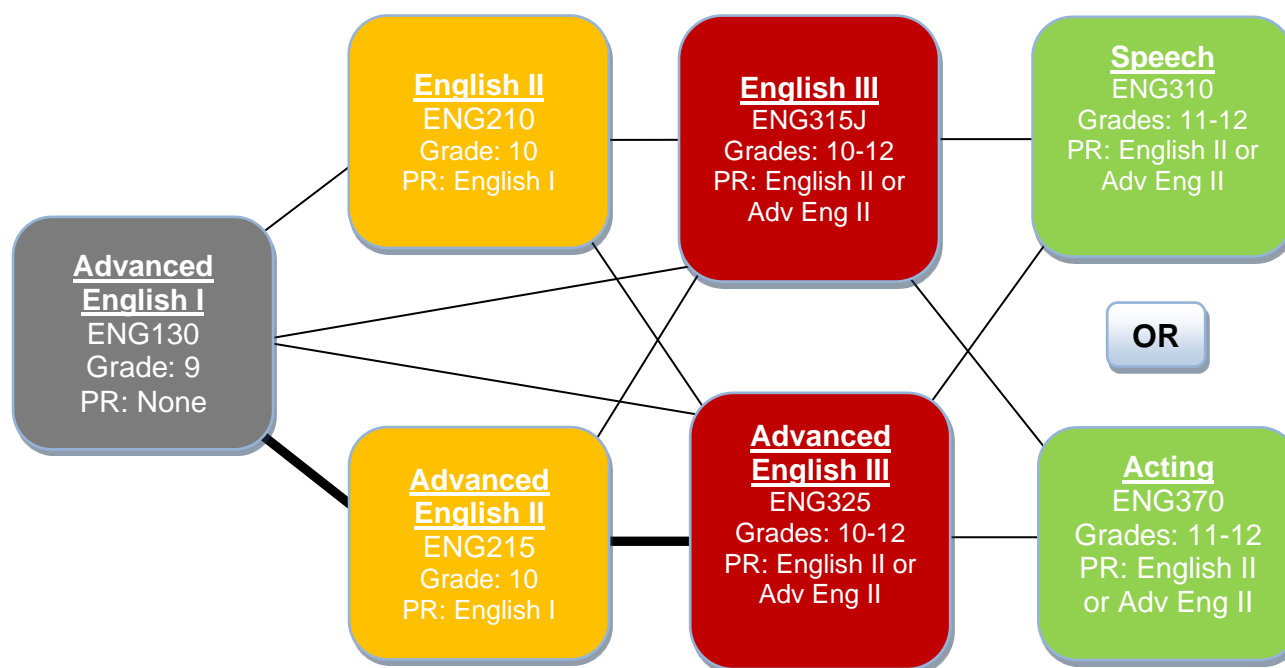 Advanced
English I
ENG130
Grade: 9
PR: None
English II
ENG210
Grade: 10
PR: English I
Advanced
English II
ENG215
Grade: 10
PR: English I
English III
ENG315J
Grades: 10-12
PR: English II or
Adv Eng II
Advanced
English III
ENG325
Grades: 10-12
PR: English II or
Adv Eng II
Speech
ENG310
Grades: 11-12
PR: English II or
Adv Eng II
OR
Acting
ENG370
Grades: 11-12
PR: English II
or Adv Eng II